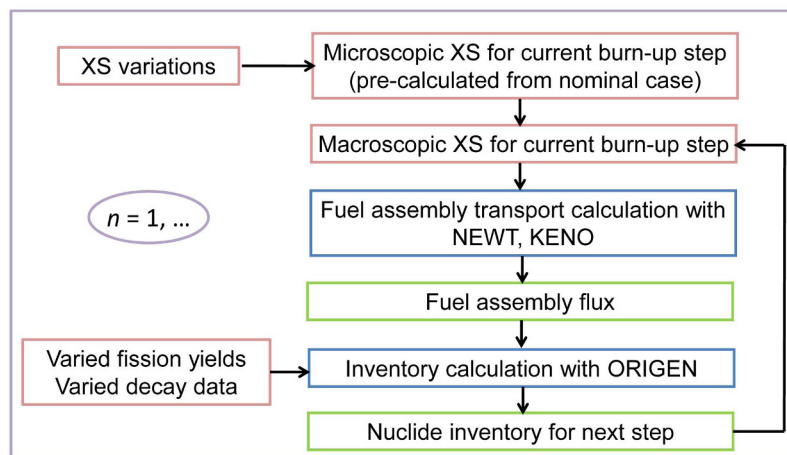 XS variations
Microscopic XS for current burn-up step
(pre-calculated from nominal case)
Macroscopic XS for current burn-up step
n = 1, ...
Fuel assembly transport calculation with
NEWT, KENO
Fuel assembly flux
Varied fission yields
Varied decay data
Inventory calculation with ORIGEN
Nuclide inventory for next step